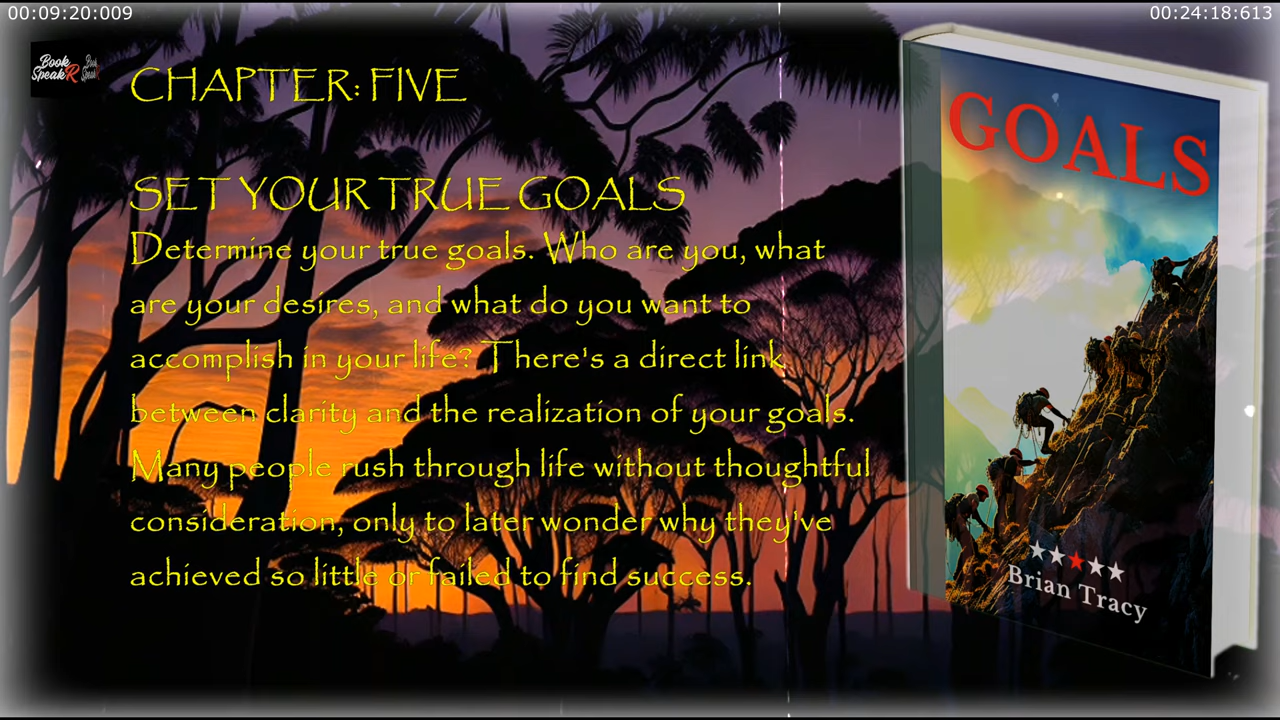 00:09:20:009
00:24:18:613
Book
SpeakR
Book
Speak
CHAPTER: FIVE
SET YOUR TRUE GOALS
Determine your true goals. Who are you, what
are your desires, and what do you want to
accomplish in your life? There's a direct link
between clarity and the realization of your goals.
Many people rush through life without thoughtful
consideration, only to later wonder why they've
achieved so little or failed to find success.
GOALS
Brian Tracy